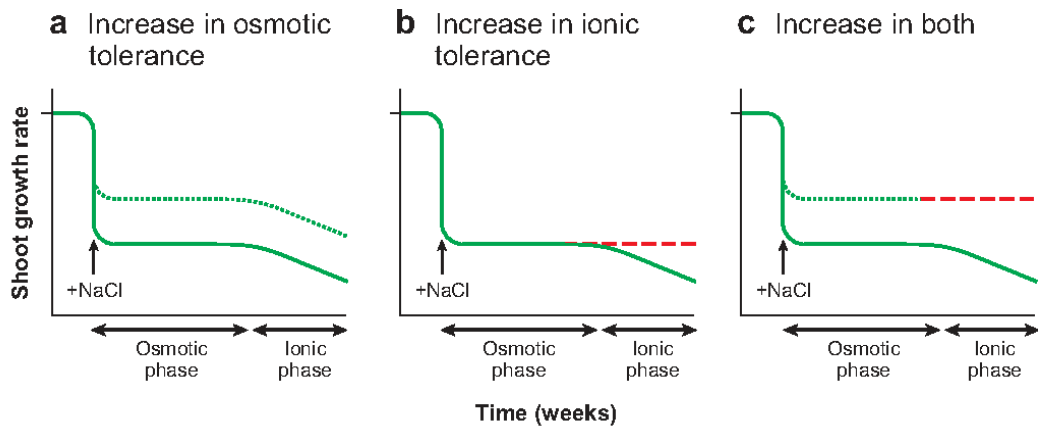 a Increase in osmotic
tolerance
b Increase in ionic
tolerance
c Increase in both
Shoot growth rate
+NaCl
+NaCl
+NaCl
Osmotic
phase
Ionic
phase
Osmotic
phase
Ionic
phase
Osmotic
phase
Ionic
phase
Time (weeks)